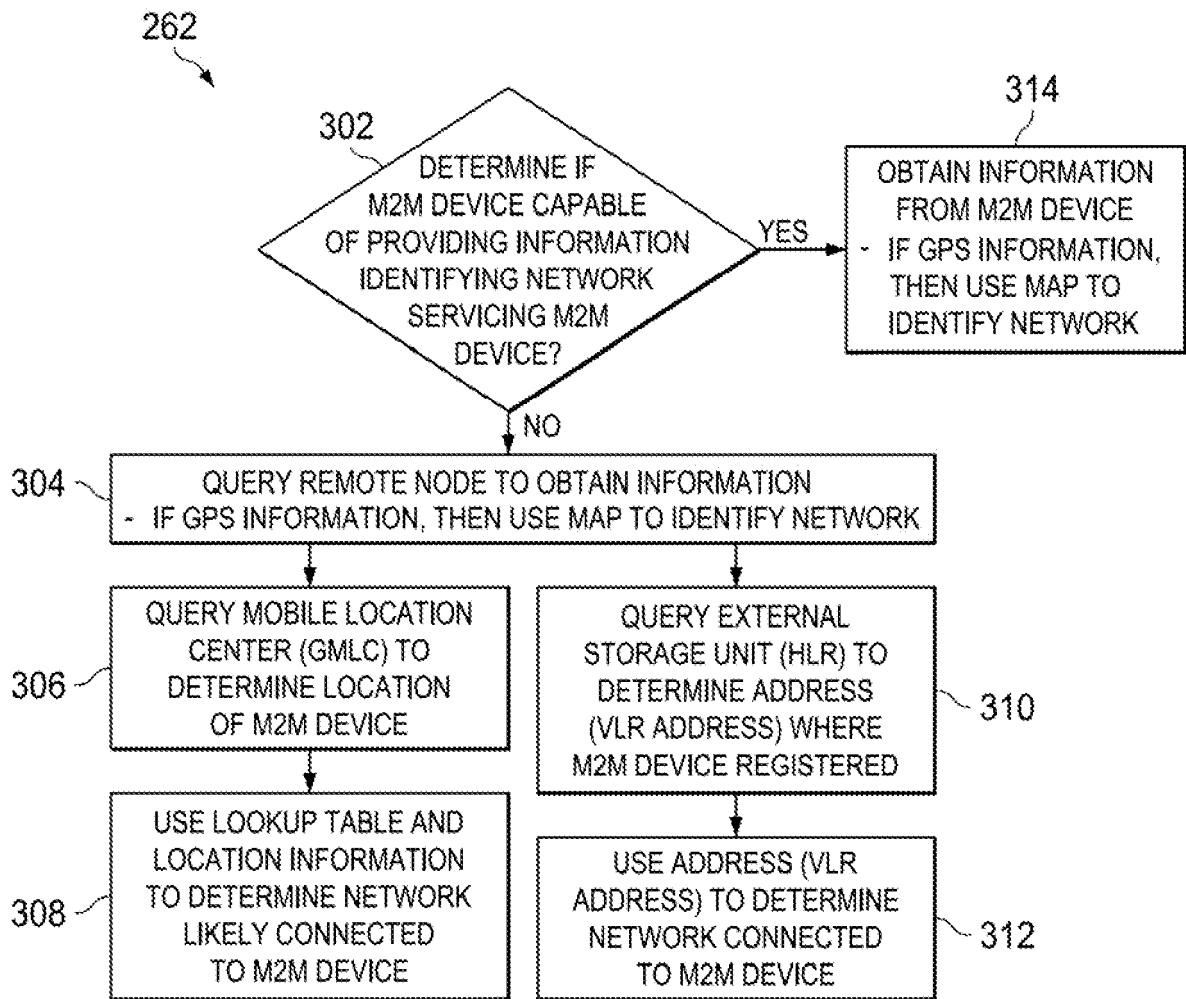 262
302
DETERMINE IF
M2M DEVICE CAPABLE
OF PROVIDING INFORMATION
IDENTIFYING NETWORK
SERVICING M2M
DEVICE?
YES
314
OBTAIN INFORMATION
FROM M2M DEVICE
- IF GPS INFORMATION,
THEN USE MAP TO
IDENTIFY NETWORK
NO
304
QUERY REMOTE NODE TO OBTAIN INFORMATION
- IF GPS INFORMATION, THEN USE MAP TO IDENTIFY NETWORK
306
QUERY MOBILE LOCATION
CENTER (GMLC) TO
DETERMINE LOCATION
OF M2M DEVICE
308
USE LOOKUP TABLE AND
LOCATION INFORMATION
TO DETERMINE NETWORK
LIKELY CONNECTED
TO M2M DEVICE
QUERY EXTERNAL
STORAGE UNIT (HLR) TO
DETERMINE ADDRESS
(VLR ADDRESS) WHERE
M2M DEVICE REGISTERED
310
USE ADDRESS (VLR
ADDRESS) TO DETERMINE
NETWORK CONNECTED
TO M2M DEVICE
312